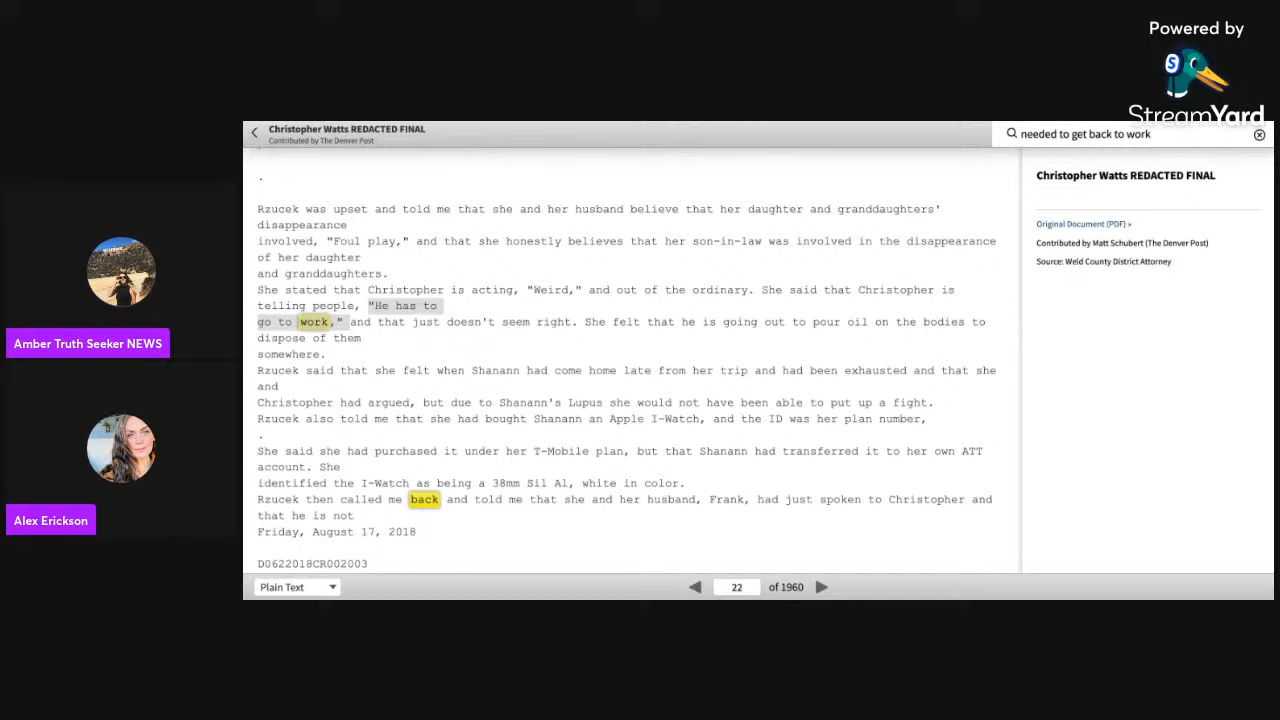 Powered by
S
StreamYard
Christopher Watts REDACTED FINAL
Contributed by The Denver Post
needed to get back to work
.
Rzucek was upset and told me that she and her husband believe that her daughter and granddaughters'
disappearance
involved, "Foul play," and that she honestly believes that her son-in-law was involved in the disappearance
of her daughter
and granddaughters.
She stated that Christopher is acting, "Weird," and out of the ordinary. She said that Christopher is
telling people, "He has to
go to work," and that just doesn't seem right. She felt that he is going out to pour oil on the bodies to
dispose of them
somewhere.
Rzucek said that she felt when Shanann had come home late from her trip and had been exhausted and that she
and
Christopher had argued, but due to Shanann's Lupus she would not have been able to put up a fight.
Rzucek also told me that she had bought Shanann an Apple I-Watch, and the ID was her plan number,
.
She said she had purchased it under her T-Mobile plan, but that Shanann had transferred it to her own ATT
account. She
identified the I-Watch as being a 38mm Sil Al, white in color.
Rzucek then called me back and told me that she and her husband, Frank, had just spoken to Christopher and
that he is not
Friday, August 17, 2018
D0622018CR002003
Plain Text
22
of 1960
Christopher Watts REDACTED FINAL
Original Document (PDF) »
Contributed by Matt Schubert (The Denver Post)
Source: Weld County District Attorney
Amber Truth Seeker NEWS
Alex Erickson